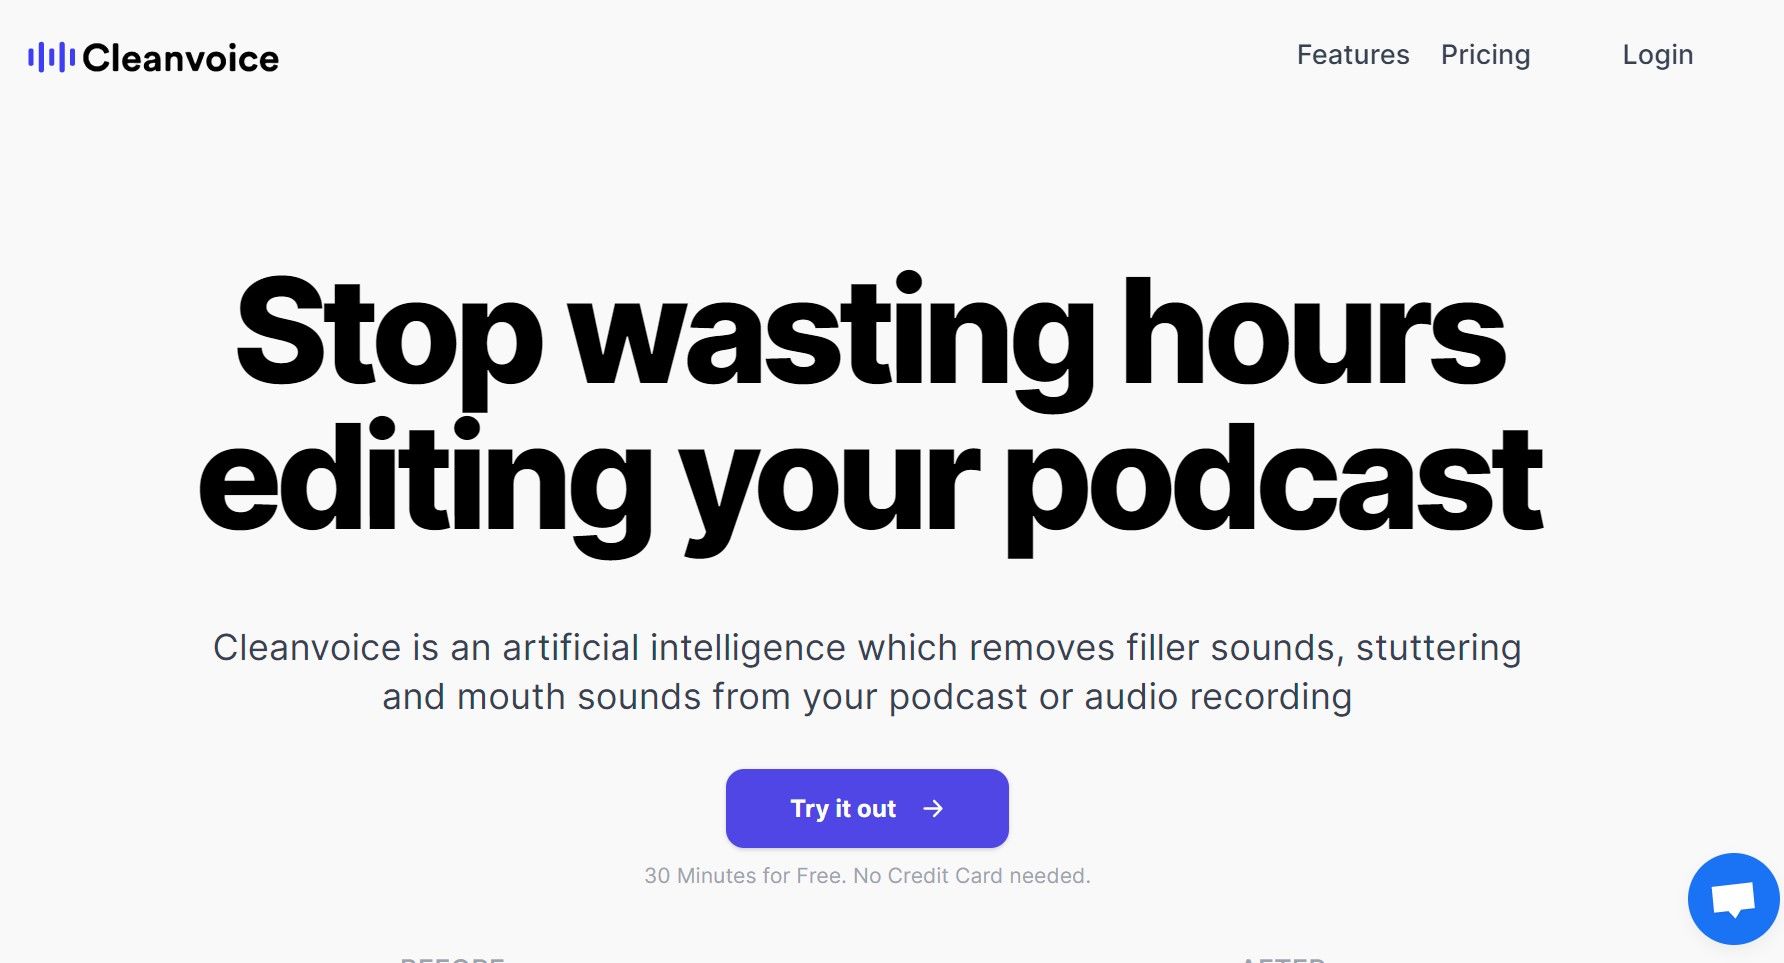 Cleanvoice
Features Pricing Login
Stop wasting hours
editing your podcast
Cleanvoice is an artificial intelligence which removes filler sounds, stuttering
and mouth sounds from your podcast or audio recording
Try it out →
30 Minutes for Free. No Credit Card needed.
BEFORE AFTER